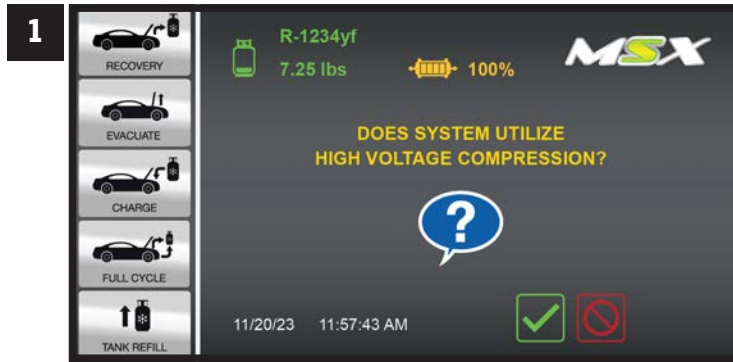 1
RECOVERY
EVACUATE
CHARGE
FULL CYCLE
TANK REFILL
R-1234yf
7.25 lbs
100%
MSX
DOES SYSTEM UTILIZE
HIGH VOLTAGE COMPRESSION?
?
11/20/23 11:57:43 AM